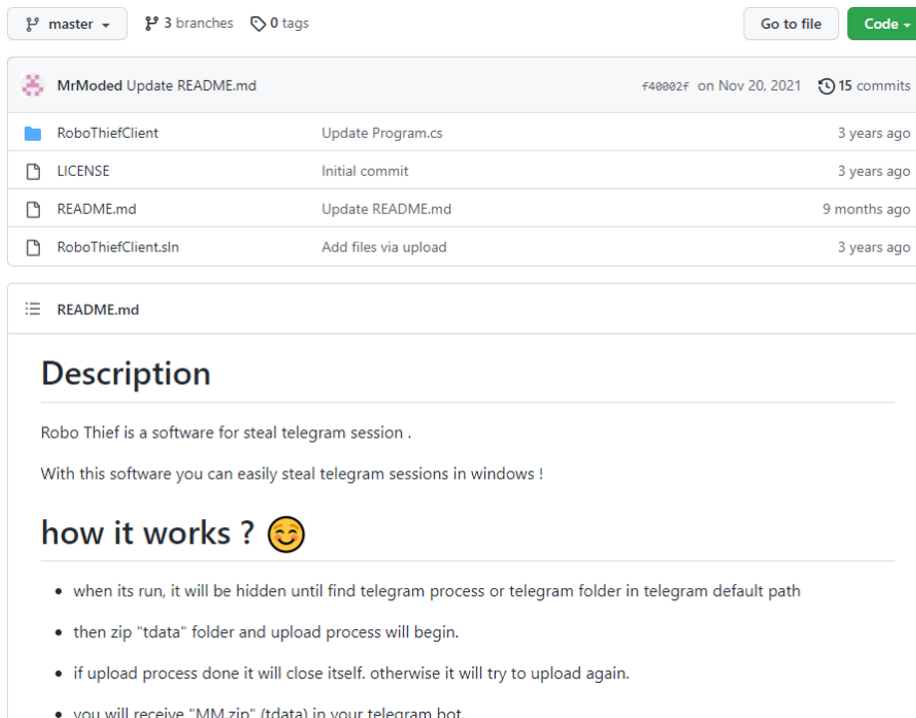 master 3 branches 0 tags Go to file Code
MrModed Update README.md f40002f on Nov 20, 2021 15 commits
RoboThiefClient Update Program.cs 3 years ago
LICENSE Initial commit 3 years ago
README.md Update README.md 9 months ago
RoboThiefClient.sln Add files via upload 3 years ago
README.md
Description
Robo Thief is a software for steal telegram session .
With this software you can easily steal telegram sessions in windows !
how it works ? 😊
• when its run, it will be hidden until find telegram process or telegram folder in telegram default path
• then zip "tdata" folder and upload process will begin.
• if upload process done it will close itself. otherwise it will try to upload again.
• you will receive "MM.zip" (tdata) in your telegram bot.